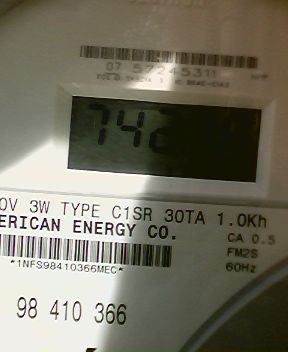 07 57245311
742
0V 3W TYPE C1SR 30TA 1.0Kh
ERICAN ENERGY CO.
CA 0.5
FM2S
*1NFS98410366MEC*
60Hz
98 410 366